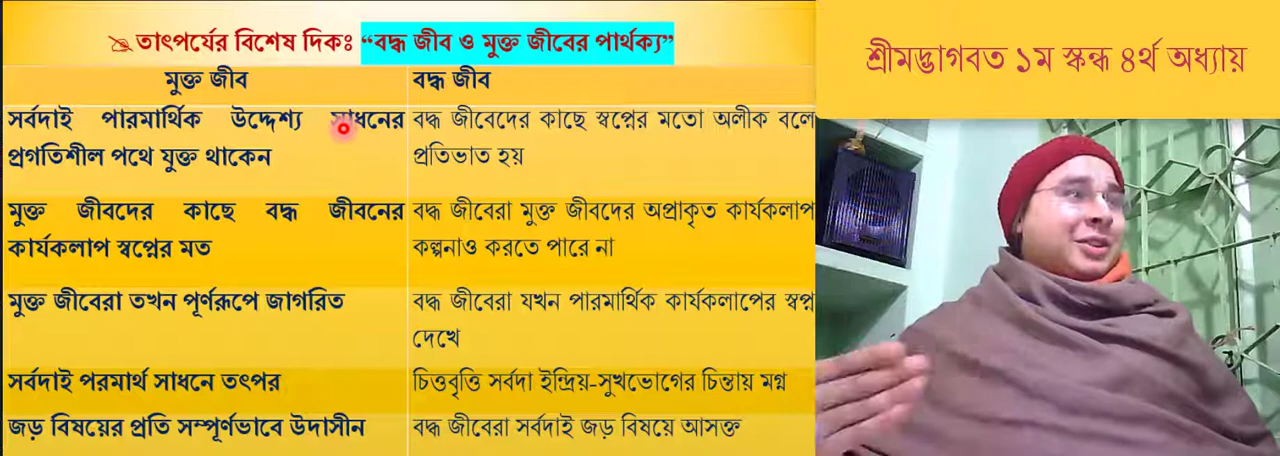 তাৎপর্যের বিশেষ দিকঃ “বদ্ধ জীব ও মুক্ত জীবের পার্থক্য”
শ্রীমদ্ভাগবত ১ম স্কন্ধ ৪র্থ অধ্যায়
মুক্ত জীব
বদ্ধ জীব
সর্বদাই পারমার্থিক উদ্দেশ্য সাধনের
প্রগতিশীল পথে যুক্ত থাকেন
বদ্ধ জীবেদের কাছে স্বপ্নের মতো অলীক বলে
প্রতিভাত হয়
মুক্ত জীবদের কাছে বদ্ধ জীবনের
কার্যকলাপ স্বপ্নের মত
বদ্ধ জীবেরা মুক্ত জীবদের অপ্রাকৃত কার্যকলাপ
কল্পনাও করতে পারে না
মুক্ত জীবেরা তখন পূর্ণরূপে জাগরিত
বদ্ধ জীবেরা যখন পারমার্থিক কার্যকলাপের স্বপ্ন
দেখে
সর্বদাই পরমার্থ সাধনে তৎপর
চিত্তবৃত্তি সর্বদা ইন্দ্রিয়-সুখভোগের চিন্তায় মগ্ন
জড় বিষয়ের প্রতি সম্পূর্ণভাবে উদাসীন
বদ্ধ জীবেরা সর্বদাই জড় বিষয়ে আসক্ত